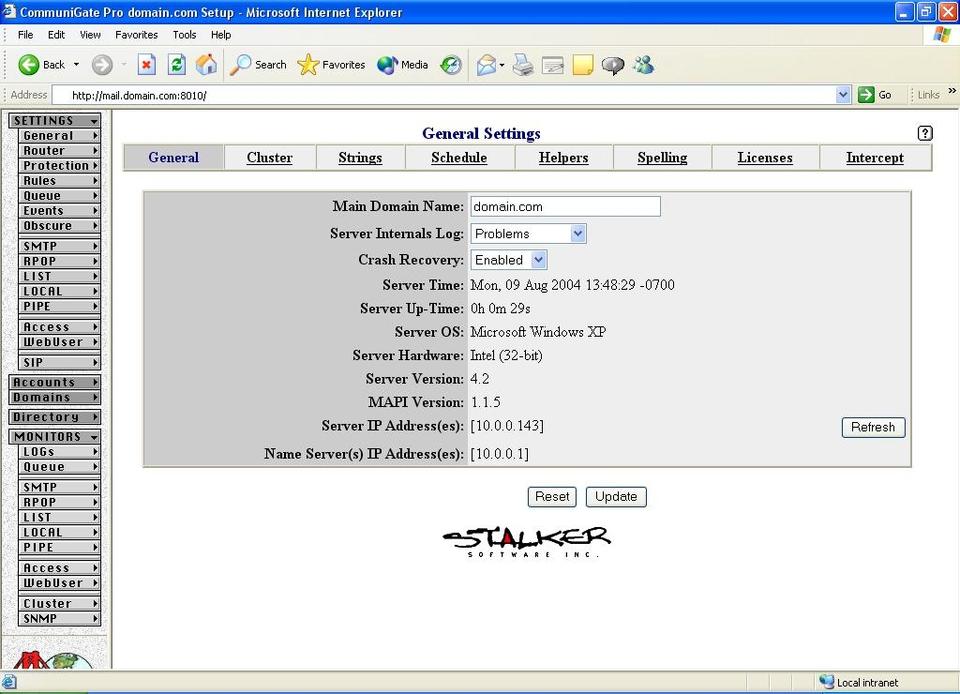 CommuniGate Pro domain.com Setup - Microsoft Internet Explorer
File Edit View Favorites Tools Help
Back Search Favorites Media
Address http://mail.domain.com:8010/ Go Links »
SETTINGS
General
Router
Protection
Rules
Queue
Events
Obscure
SMTP
RPOP
LIST
LOCAL
PIPE
Access
WebUser
SIP
Accounts
Domains
Directory
MONITORS
LOGs
Queue
SMTP
RPOP
LIST
LOCAL
PIPE
Access
WebUser
Cluster
SNMP
General Settings ?
General Cluster Strings Schedule Helpers Spelling Licenses Intercept
Main Domain Name: domain.com
Server Internals Log: Problems
Crash Recovery: Enabled
Server Time: Mon, 09 Aug 2004 13:48:29 -0700
Server Up-Time: 0h 0m 29s
Server OS: Microsoft Windows XP
Server Hardware: Intel (32-bit)
Server Version: 4.2
MAPI Version: 1.1.5
Server IP Address(es): [10.0.0.143] Refresh
Name Server(s) IP Address(es): [10.0.0.1]
Reset Update
STALKER
SOFTWARE INC.
Local intranet